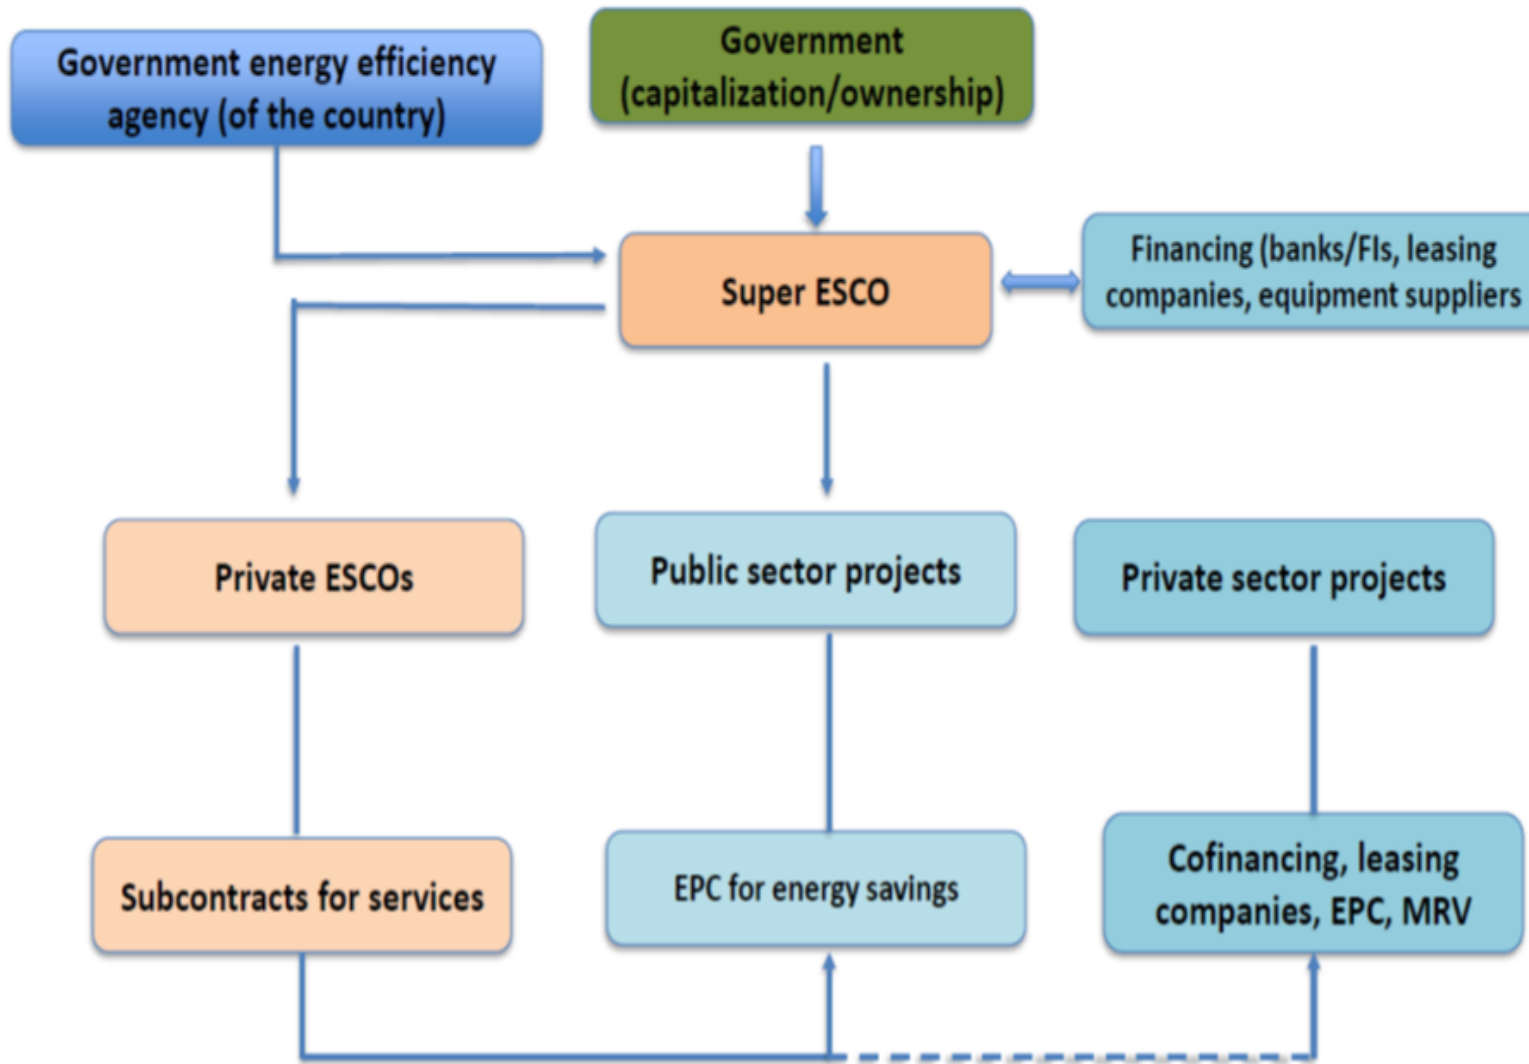 Government energy efficiency
agency (of the country)
Government
(capitalization/ownership)
Financing (banks/FIs, leasing
companies, equipment suppliers
Super ESCO
Private ESCOs
Public sector projects
Private sector projects
Subcontracts for services
EPC for energy savings
Cofinancing, leasing
companies, EPC, MRV